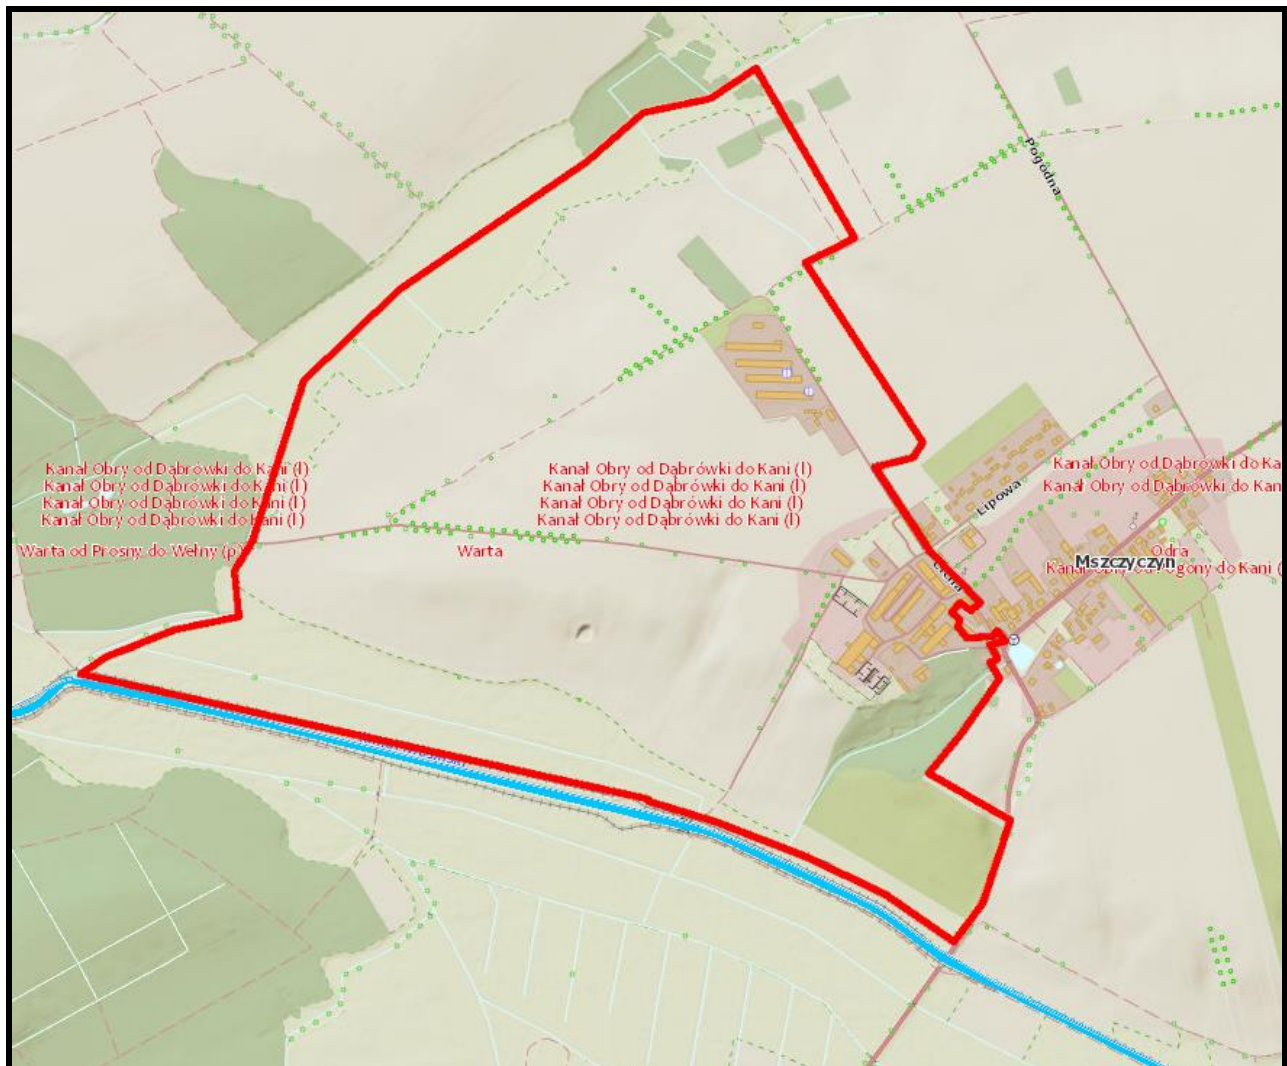 Pogodna
Kanał Obry od Dąbrówki do Kani (l)
Kanał Obry od Dąbrówki do Kani (l)
Kanał Obry od Dąbrówki do Kani (l)
Kanał Obry od Dąbrówki do Kani (l)
Warta od Prosny do Wełny (p)
Kanał Obry od Dąbrówki do Kani (l)
Kanał Obry od Dąbrówki do Kani (l)
Kanał Obry od Dąbrówki do Kani (l)
Kanał Obry od Dąbrówki do Kani (l)
Warta
Kanał Obry od Dąbrówki do Ka
Kanał Obry od Dąbrówki do Kan
Lipowa
Odra
Mszczyczyn
Cicha